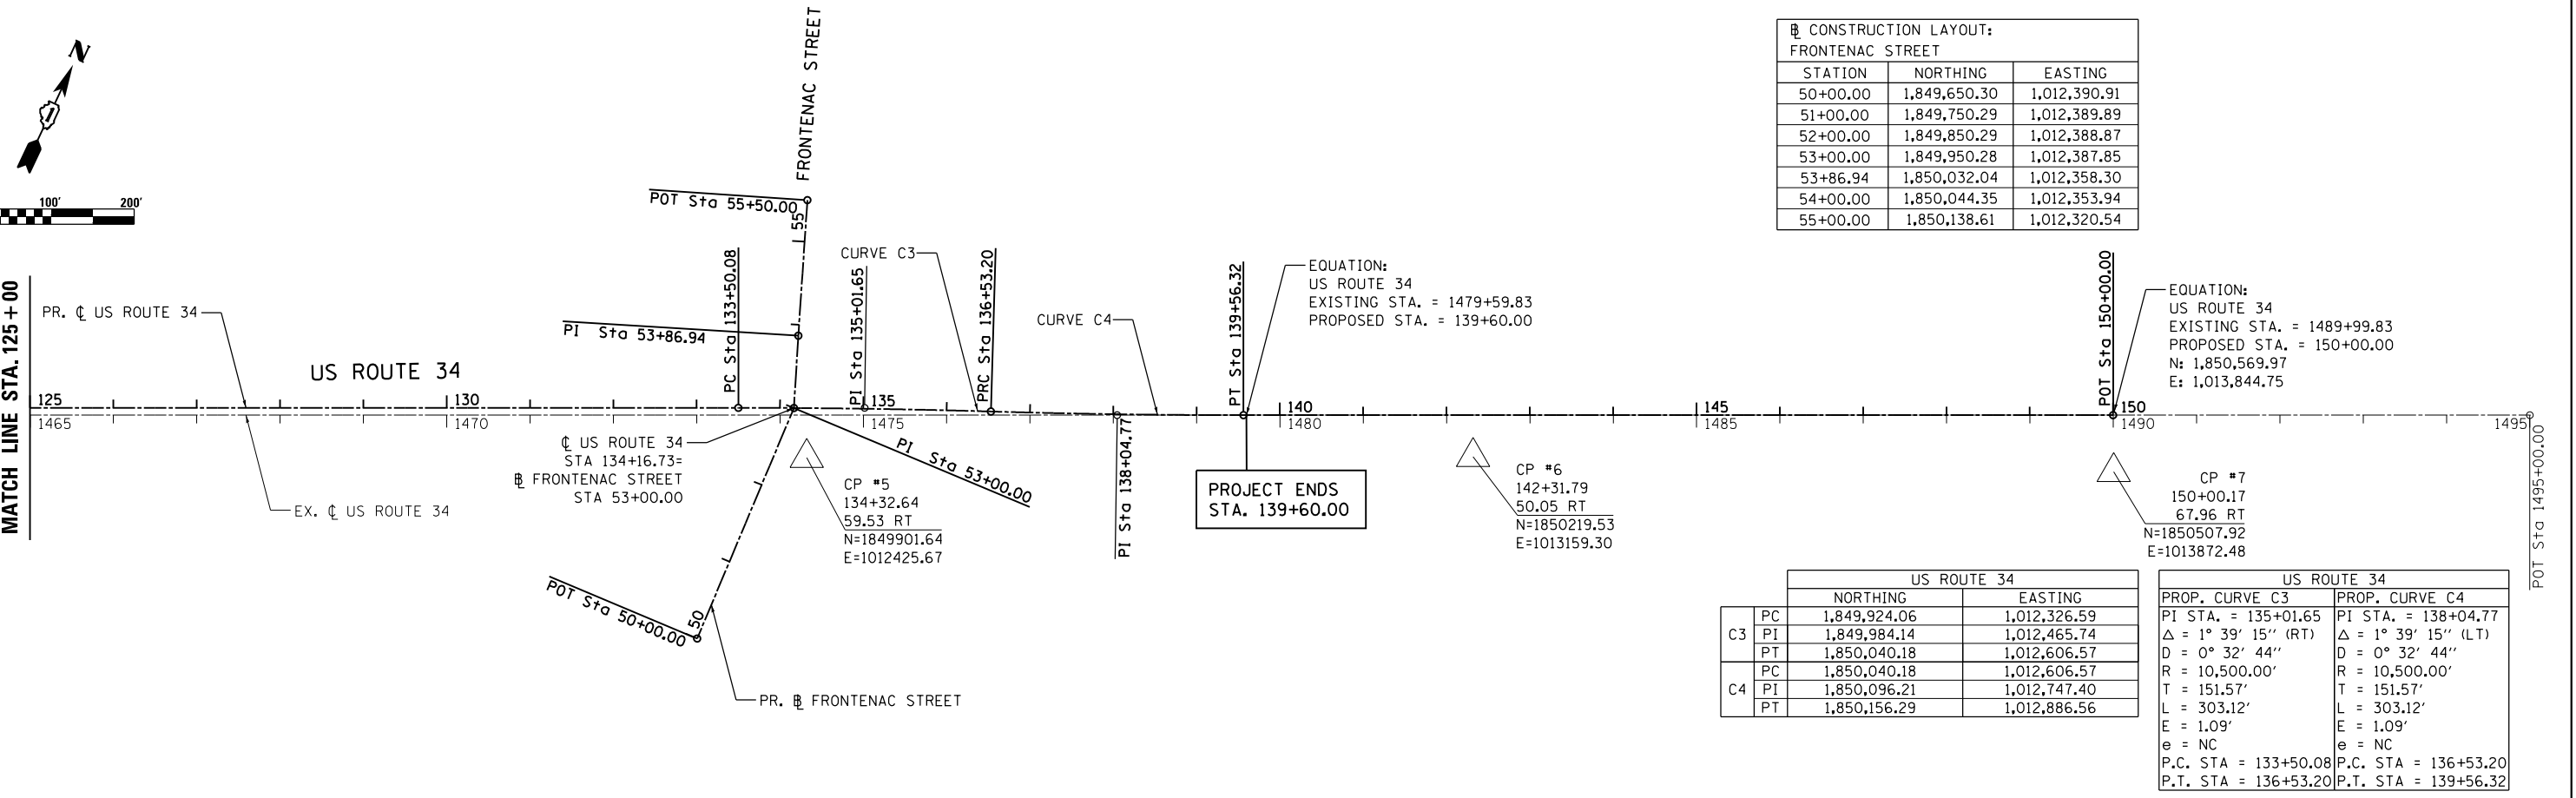 N
100' 200'
MATCH LINE STA. 125+00
PR. ℄ US ROUTE 34
US ROUTE 34
125
130
135
140
145
150
1465
1470
1475
1480
1485
1490
1495
EX. ℄ US ROUTE 34
FRONTENAC STREET
POT Sta 55+50.00
55
PI Sta 53+86.94
PC Sta 133+50.08
PI Sta 135+01.65
CURVE C3
PRC Sta 136+53.20
CURVE C4
PT Sta 139+56.32
EQUATION:
US ROUTE 34
EXISTING STA. = 1479+59.83
PROPOSED STA. = 139+60.00
POT Sta 150+00.00
EQUATION:
US ROUTE 34
EXISTING STA. = 1489+99.83
PROPOSED STA. = 150+00.00
N: 1,850,569.97
E: 1,013,844.75
℄ US ROUTE 34
STA 134+16.73=
BL FRONTENAC STREET
STA 53+00.00
PI Sta 53+00.00
POT Sta 50+00.00
50
PR. BL FRONTENAC STREET
CP #5
134+32.64
59.53 RT
N=1849901.64
E=1012425.67
PI Sta 138+04.77
PROJECT ENDS
STA. 139+60.00
CP #6
142+31.79
50.05 RT
N=1850219.53
E=1013159.30
CP #7
150+00.17
67.96 RT
N=1850507.92
E=1013872.48
POT Sta 1495+00.00
BL CONSTRUCTION LAYOUT:
FRONTENAC STREET
STATION NORTHING EASTING
50+00.00 1,849,650.30 1,012,390.91
51+00.00 1,849,750.29 1,012,389.89
52+00.00 1,849,850.29 1,012,388.87
53+00.00 1,849,950.28 1,012,387.85
53+86.94 1,850,032.04 1,012,358.30
54+00.00 1,850,044.35 1,012,353.94
55+00.00 1,850,138.61 1,012,320.54
US ROUTE 34
NORTHING EASTING
C3 PC 1,849,924.06 1,012,326.59
PI 1,849,984.14 1,012,465.74
PT 1,850,040.18 1,012,606.57
C4 PC 1,850,040.18 1,012,606.57
PI 1,850,096.21 1,012,747.40
PT 1,850,156.29 1,012,886.56
US ROUTE 34
PROP. CURVE C3 PROP. CURVE C4
PI STA. = 135+01.65 PI STA. = 138+04.77
Δ = 1° 39' 15" (RT) Δ = 1° 39' 15" (LT)
D = 0° 32' 44" D = 0° 32' 44"
R = 10,500.00' R = 10,500.00'
T = 151.57' T = 151.57'
L = 303.12' L = 303.12'
E = 1.09' E = 1.09'
e = NC e = NC
P.C. STA = 133+50.08 P.C. STA = 136+53.20
P.T. STA = 136+53.20 P.T. STA = 139+56.32